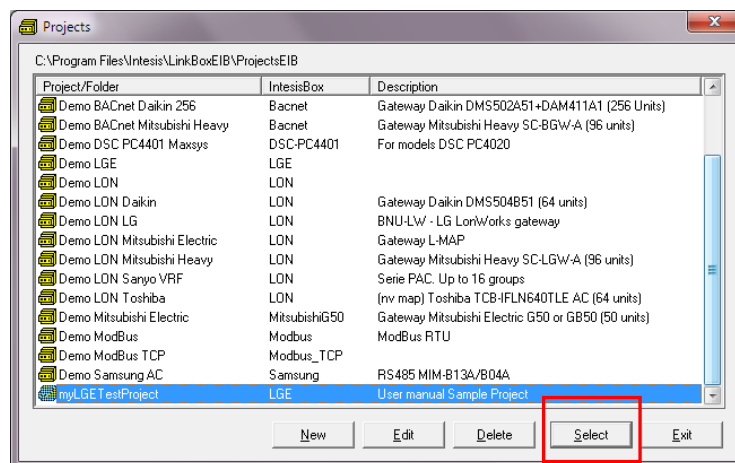 Projects
C:\Program Files\Intesis\LinkBoxEIB\ProjectsEIB
Project/Folder IntesisBox Description
Demo BACnet Daikin 256 Bacnet Gateway Daikin DMS502A51+DAM411A1 (256 Units)
Demo BACnet Mitsubishi Heavy Bacnet Gateway Mitsubishi Heavy SC-BGW-A (96 units)
Demo DSC PC4401 Maxsys DSC-PC4401 For models DSC PC4020
Demo LGE LGE
Demo LON LON
Demo LON Daikin LON Gateway Daikin DMS504B51 (64 units)
Demo LON LG LON BNU-LW - LG LonWorks gateway
Demo LON Mitsubishi Electric LON Gateway L-MAP
Demo LON Mitsubishi Heavy LON Gateway Mitsubishi Heavy SC-LGW-A (96 units)
Demo LON Sanyo VRF LON Serie PAC. Up to 16 groups
Demo LON Toshiba LON (nv map) Toshiba TCB-IFLN640TLE AC (64 units)
Demo Mitsubishi Electric MitsubishiG50 Gateway Mitsubishi Electric G50 or GB50 (50 units)
Demo ModBus Modbus ModBus RTU
Demo ModBus TCP Modbus_TCP
Demo Samsung AC Samsung RS485 MIM-B13A/B04A
myLGETestProject LGE User manual Sample Project
New Edit Delete Select Exit